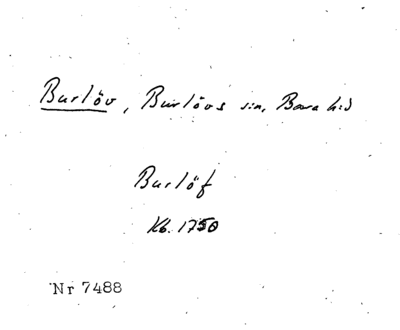 Burlöv, Burlövs sn, Bara hd
Burlöf
Kb. 1750
Nr 7488